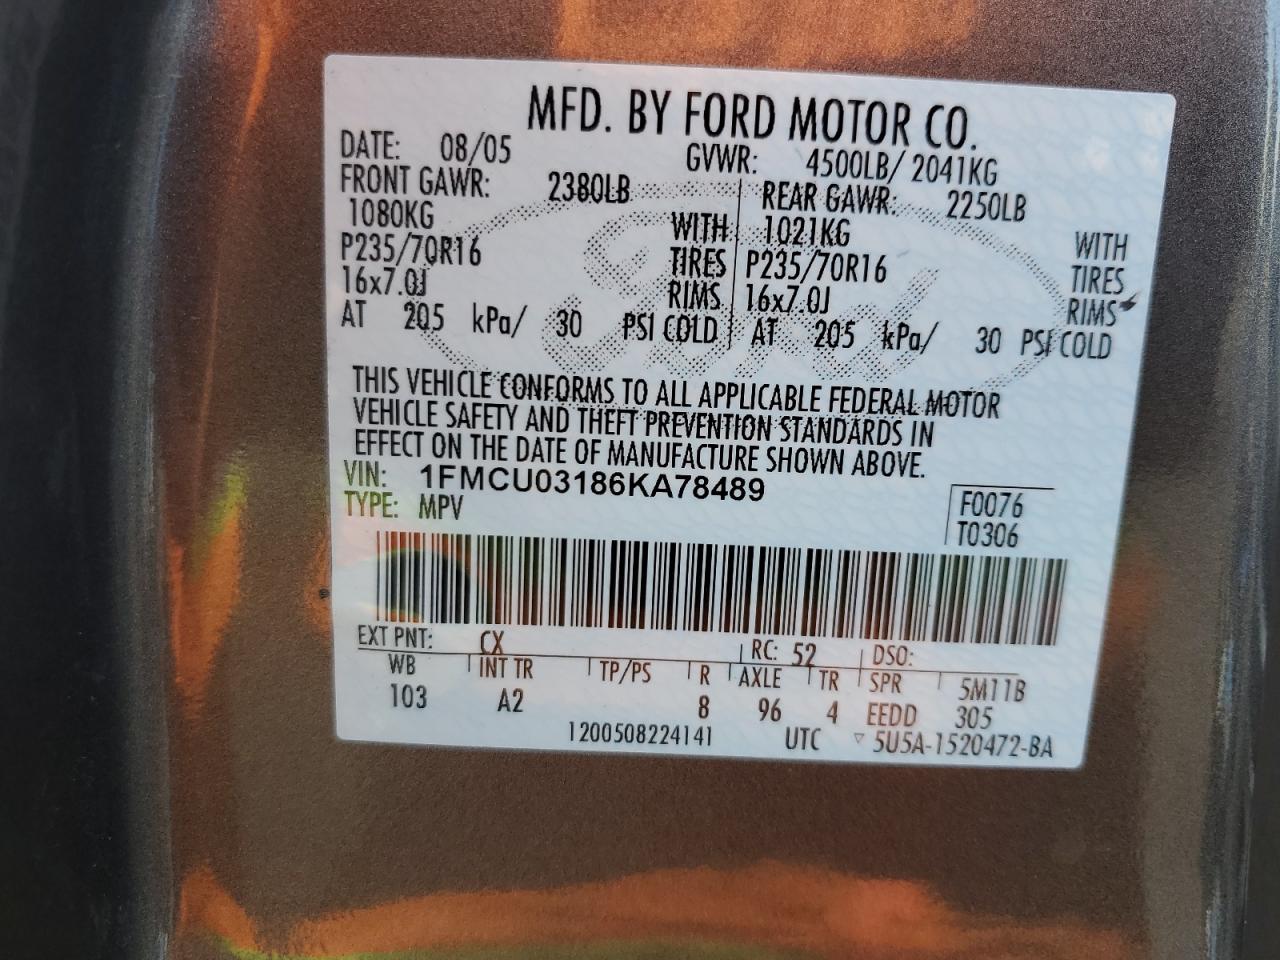 MFD. BY FORD MOTOR CO.
DATE: 08/05 GVWR: 4500LB/ 2041KG
FRONT GAWR: 2380LB REAR GAWR: 2250LB
1080KG WITH 1021KG WITH
P235/70R16 TIRES P235/70R16 TIRES
16x7.0J RIMS 16x7.0J RIMS
AT 205 kPa/ 30 PSI COLD AT 205 kPa/ 30 PSI COLD
THIS VEHICLE CONFORMS TO ALL APPLICABLE FEDERAL MOTOR
VEHICLE SAFETY AND THEFT PREVENTION STANDARDS IN
EFFECT ON THE DATE OF MANUFACTURE SHOWN ABOVE.
VIN: 1FMCU03186KA78489
TYPE: MPV
F0076
T0306
EXT PNT: CX RC: 52 DSO:
WB INT TR TP/PS R AXLE TR SPR 5M11B
103 A2 8 96 4 EEDD 305
1200508224141 UTC ▽ 5U5A-1520472-BA
Ford